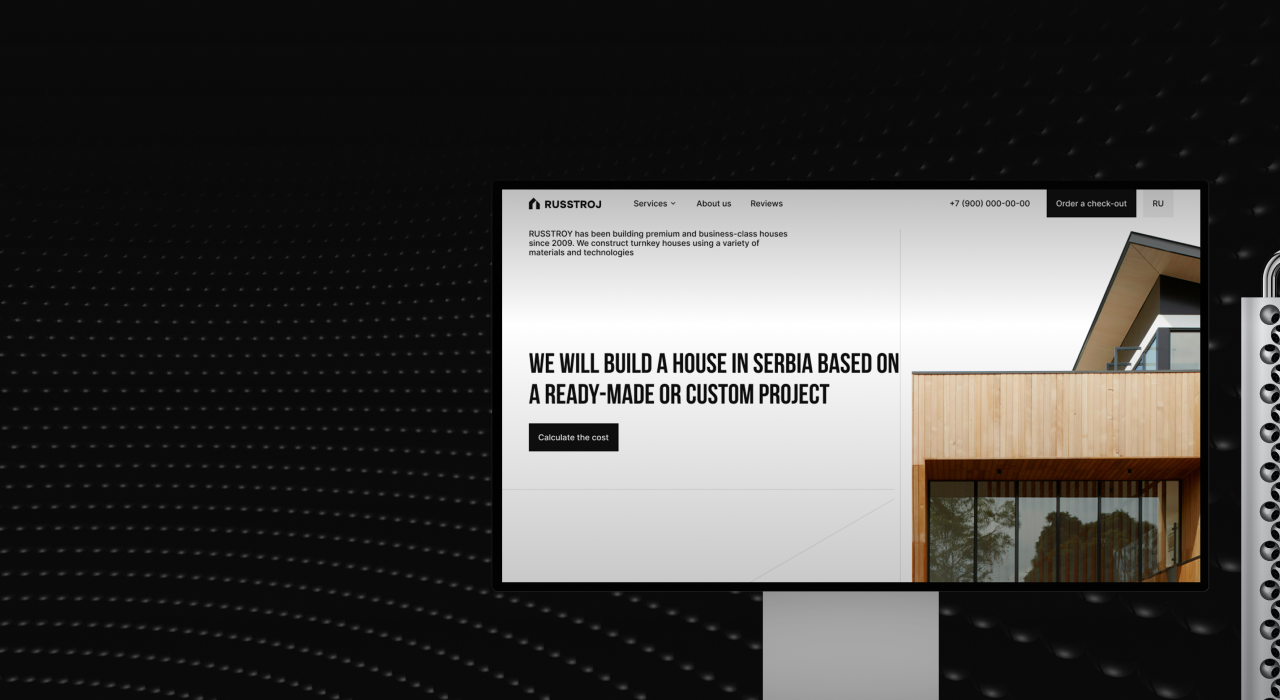 RUSSTROJ
Services
About us
Reviews
+7 (900) 000-00-00
Order a check-out
RU
RUSSTROY has been building premium and business-class houses
since 2009. We construct turnkey houses using a variety of
materials and technologies
WE WILL BUILD A HOUSE IN SERBIA BASED ON
A READY-MADE OR CUSTOM PROJECT
Calculate the cost